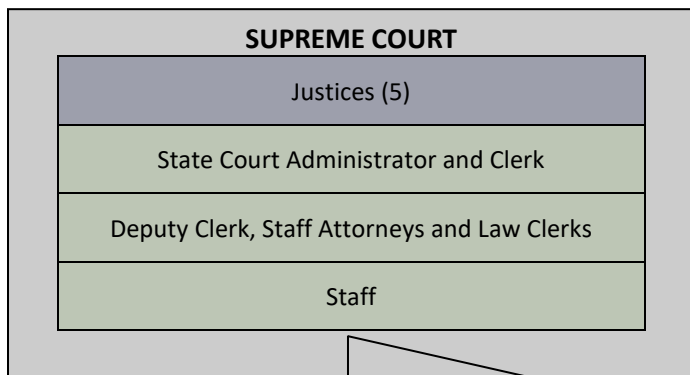 SUPREME COURT
Justices (5)
State Court Administrator and Clerk
Deputy Clerk, Staff Attorneys and Law Clerks
Staff